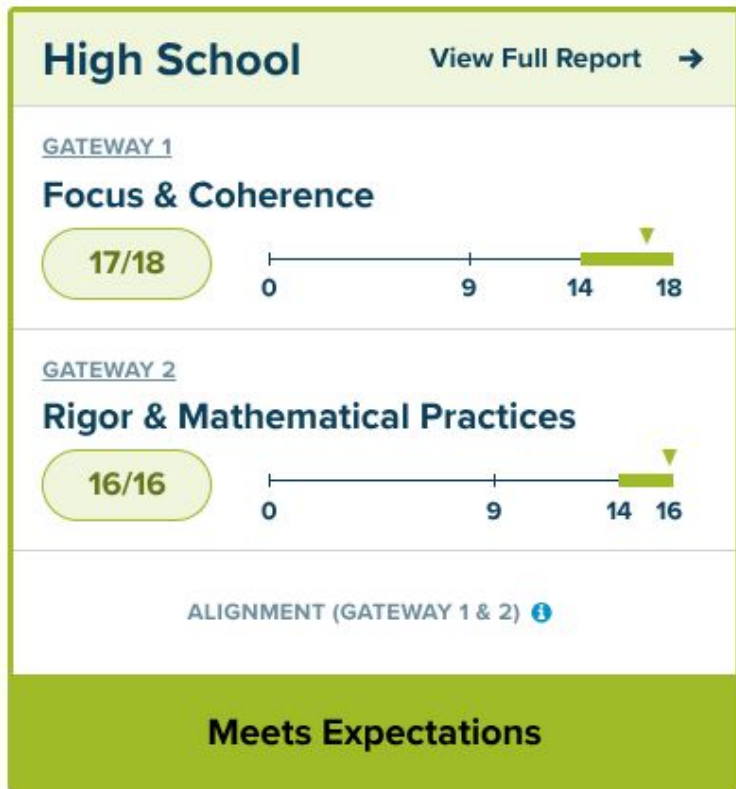 High School View Full Report →
GATEWAY 1
Focus & Coherence
17/18
0 9 14 18
GATEWAY 2
Rigor & Mathematical Practices
16/16
0 9 14 16
ALIGNMENT (GATEWAY 1 & 2) i
Meets Expectations